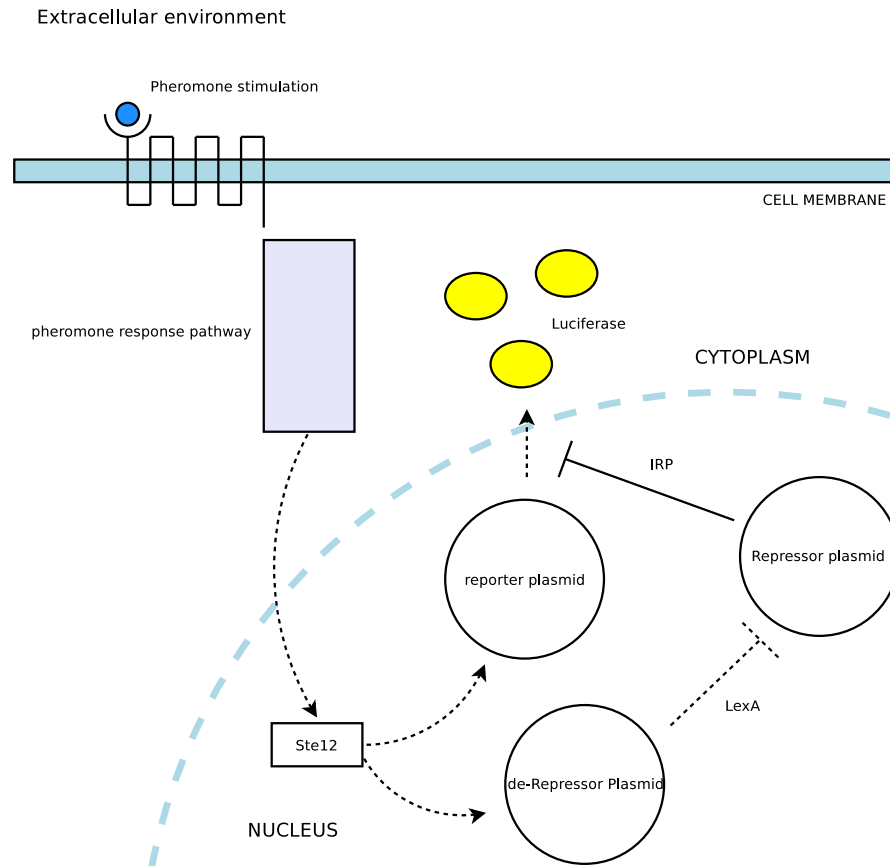 Extracellular environment
Pheromone stimulation
CELL MEMBRANE
pheromone response pathway
Luciferase
CYTOPLASM
IRP
Repressor plasmid
reporter plasmid
LexA
Ste12
de-Repressor Plasmid
NUCLEUS